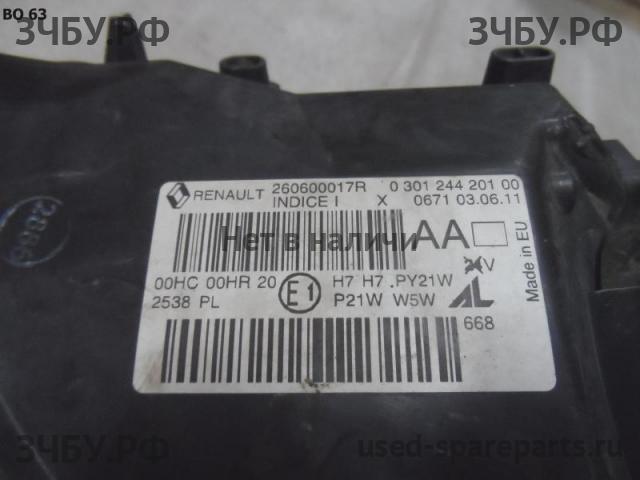 BO 63
ЗЧБУ.РФ ЗЧБУ.РФ
RENAULT 260600017R 0 301 244 201 00
INDICE I X 0671 03.06.11
Нет в наличии AA
Made in EU
00HC 00HR 20 E1 H7 H7 .PY21W V
2538 PL P21W W5W AL
668
ЗЧБУ.РФ used-spareparts.ru